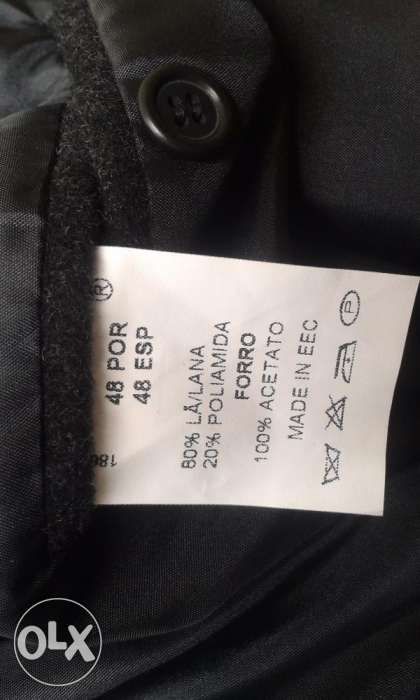 ®
48 POR
48 ESP
80% LÃ/LANA
20% POLIAMIDA
FORRO
100% ACETATO
MADE IN EEC
P
OLX